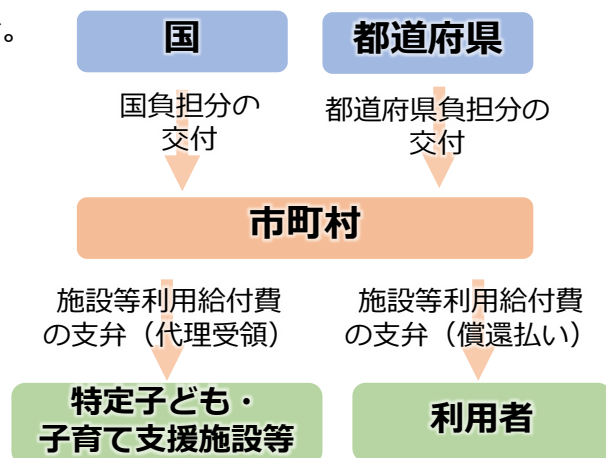 。
国
都道府県
国負担分の
交付
都道府県負担分の
交付
市町村
施設等利用給付費
の支弁（代理受領）
施設等利用給付費
の支弁（償還払い）
特定子ども・
子育て支援施設等
利用者